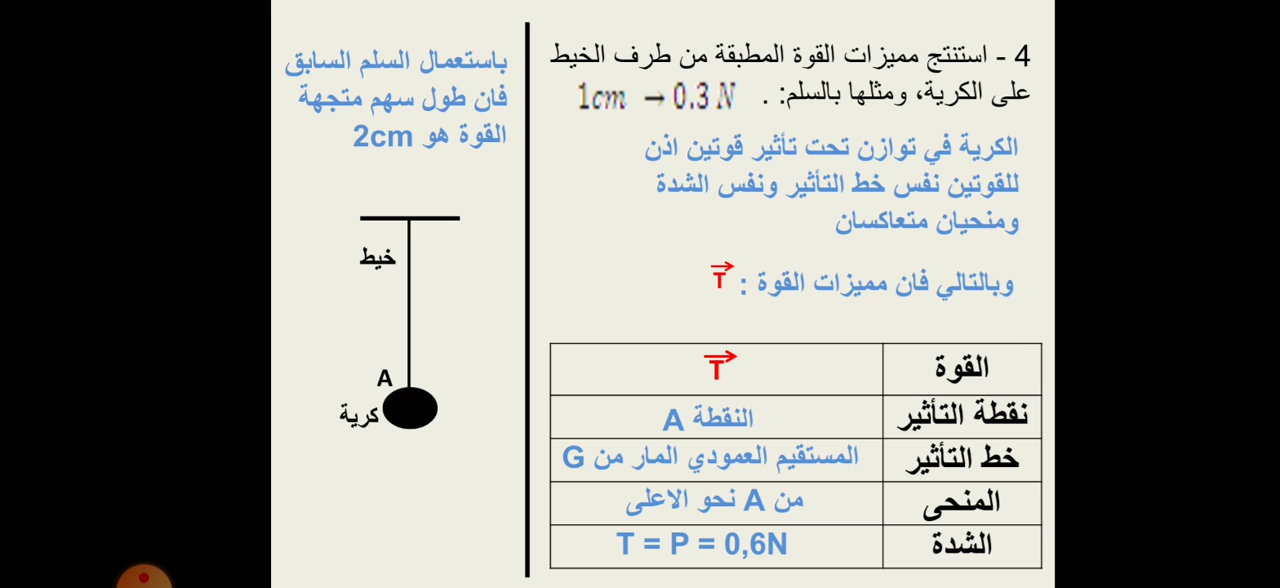 4 - استنتج مميزات القوة المطبقة من طرف الخيط
على الكرية، ومثلها بالسلم: . 1cm → 0.3 N
الكرية في توازن تحت تأثير قوتين اذن
للقوتين نفس خط التأثير ونفس الشدة
ومنحيان متعاكسان
وبالتالي فان مميزات القوة : T
القوة T
نقطة التأثير النقطة A
خط التأثير المستقيم العمودي المار من G
المنحى من A نحو الاعلى
الشدة T = P = 0,6N
باستعمال السلم السابق
فان طول سهم متجهة
القوة هو 2cm
خيط
A
كرية